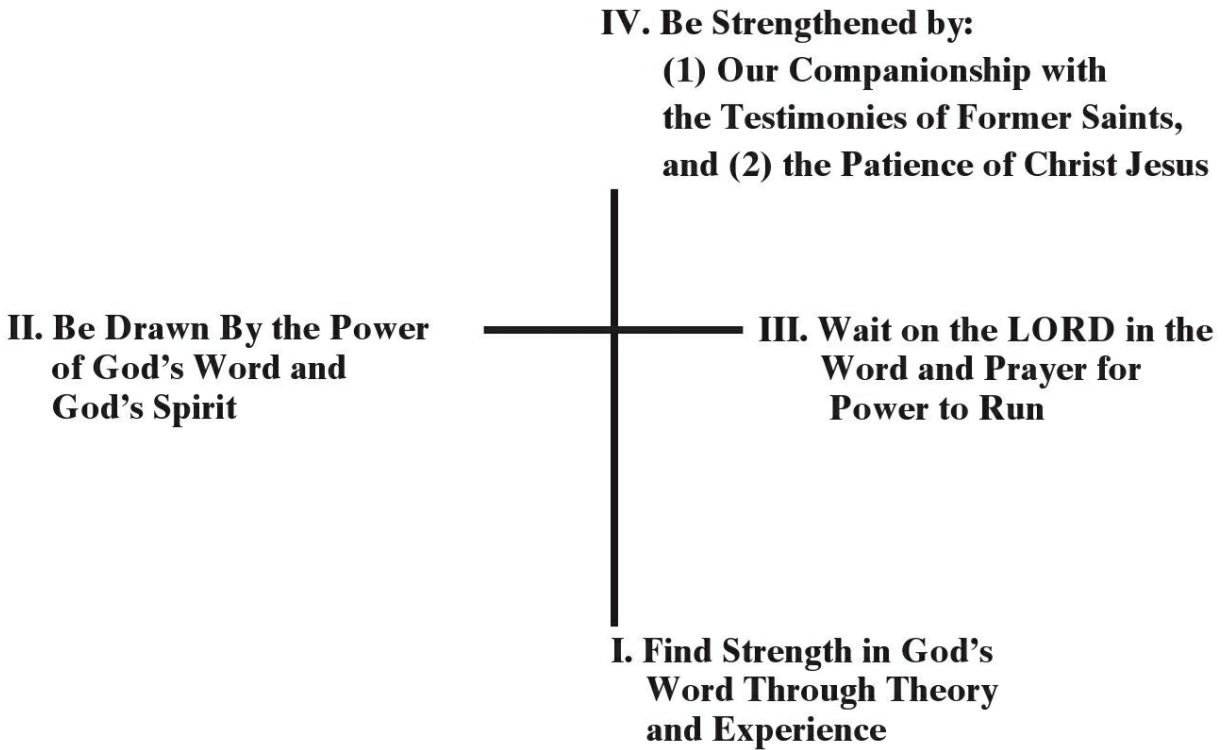 IV. Be Strengthened by:
(1) Our Companionship with
the Testimonies of Former Saints,
and (2) the Patience of Christ Jesus
II. Be Drawn By the Power
of God’s Word and
God’s Spirit
III. Wait on the LORD in the
Word and Prayer for
Power to Run
I. Find Strength in God’s
Word Through Theory
and Experience